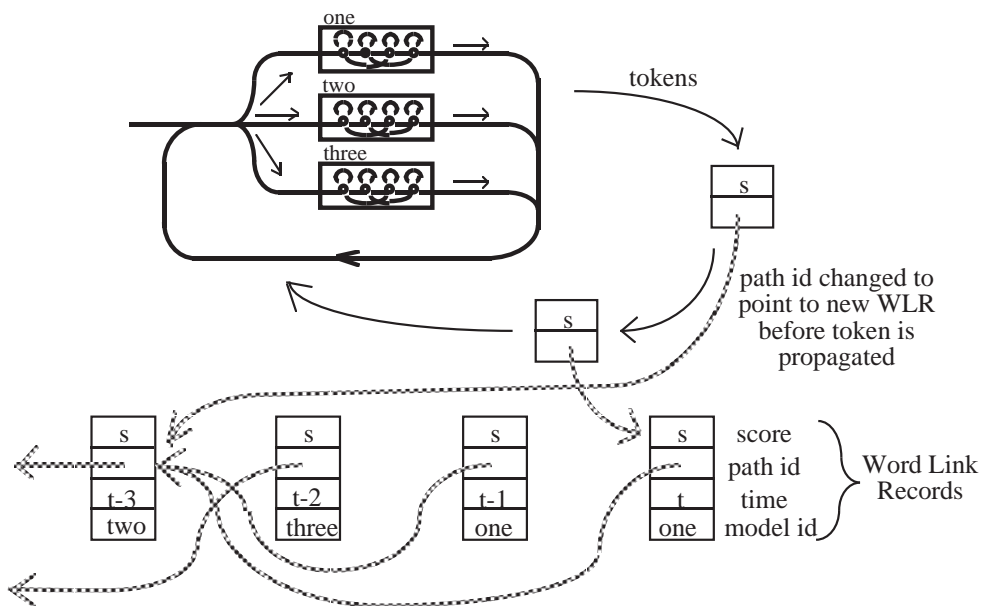 one
two
three
tokens
s
path id changed to
point to new WLR
before token is
propagated
s
s
t-3
two
s
t-2
three
s
t-1
one
s
t
one
score
path id
time
model id
Word Link
Records